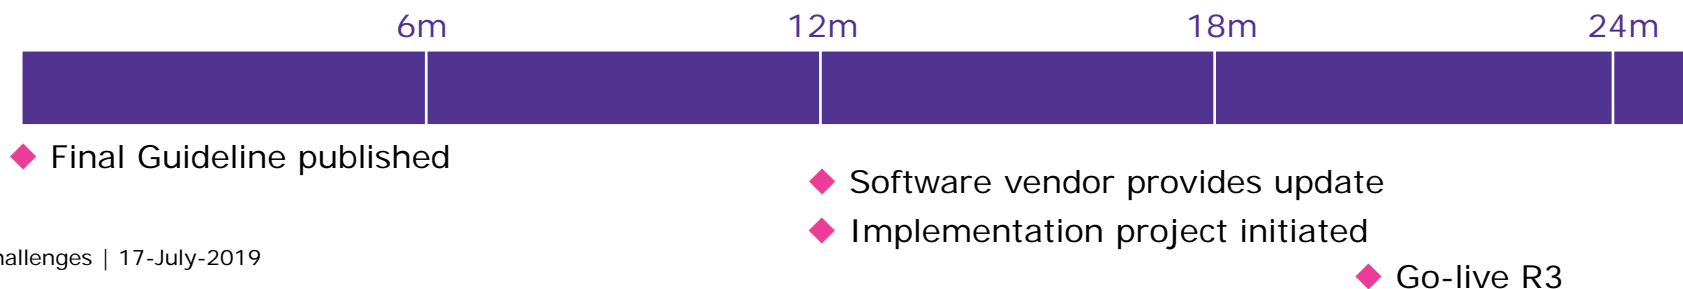 6m 12m 18m 24m
Final Guideline published
Software vendor provides update
Implementation project initiated
hallenges | 17-July-2019
Go-live R3